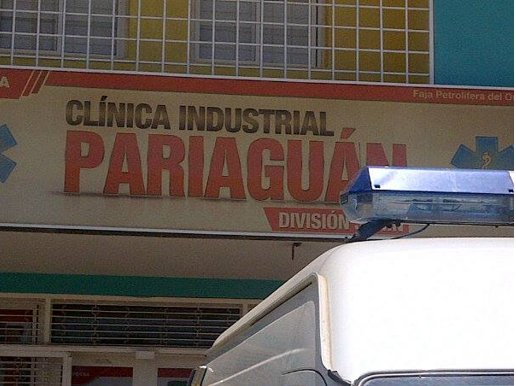 A
Faja Petrolífera del O
CLÍNICA INDUSTRIAL
PARIAGUÁN
DIVISIÓN